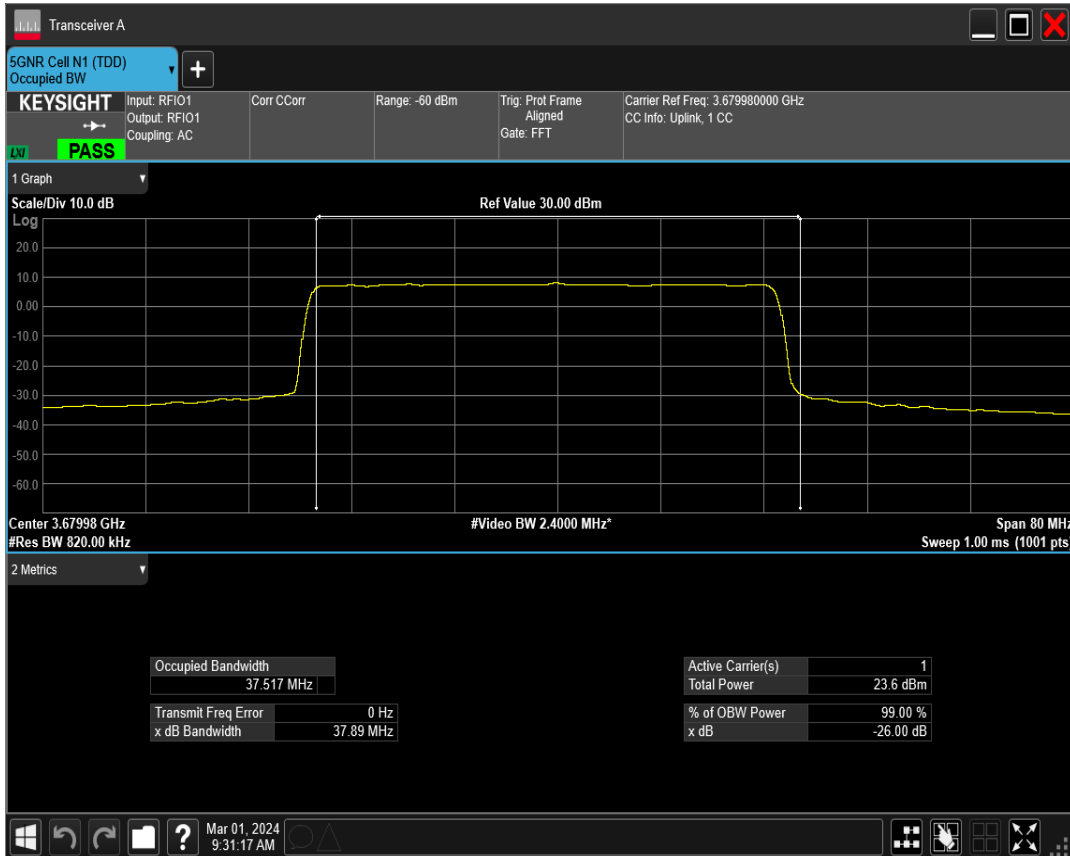 Transceiver A
5GNR Cell N1 (TDD)
Occupied BW
+
KEYSIGHT
LXI
PASS
Input: RFIO1
Output: RFIO1
Coupling: AC
Corr CCorr
Range: -60 dBm
Trig: Prot Frame
Aligned
Gate: FFT
Carrier Ref Freq: 3.679980000 GHz
CC Info: Uplink, 1 CC
1 Graph
Scale/Div 10.0 dB
Ref Value 30.00 dBm
Log
20.0
10.0
0.00
-10.0
-20.0
-30.0
-40.0
-50.0
-60.0
Center 3.67998 GHz
#Video BW 2.4000 MHz*
Span 80 MHz
#Res BW 820.00 kHz
Sweep 1.00 ms (1001 pts)
2 Metrics
Occupied Bandwidth
37.517 MHz
Transmit Freq Error 0 Hz
x dB Bandwidth 37.89 MHz
Active Carrier(s) 1
Total Power 23.6 dBm
% of OBW Power 99.00 %
x dB -26.00 dB
?
Mar 01, 2024
9:31:17 AM